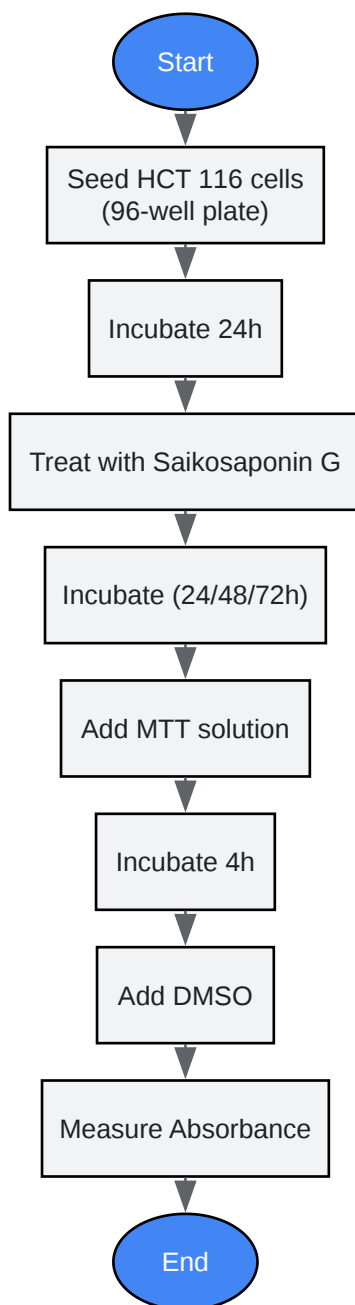 Start
Seed HCT 116 cells
(96-well plate)
Incubate 24h
Treat with Saikosaponin G
Incubate (24/48/72h)
Add MTT solution
Incubate 4h
Add DMSO
Measure Absorbance
End